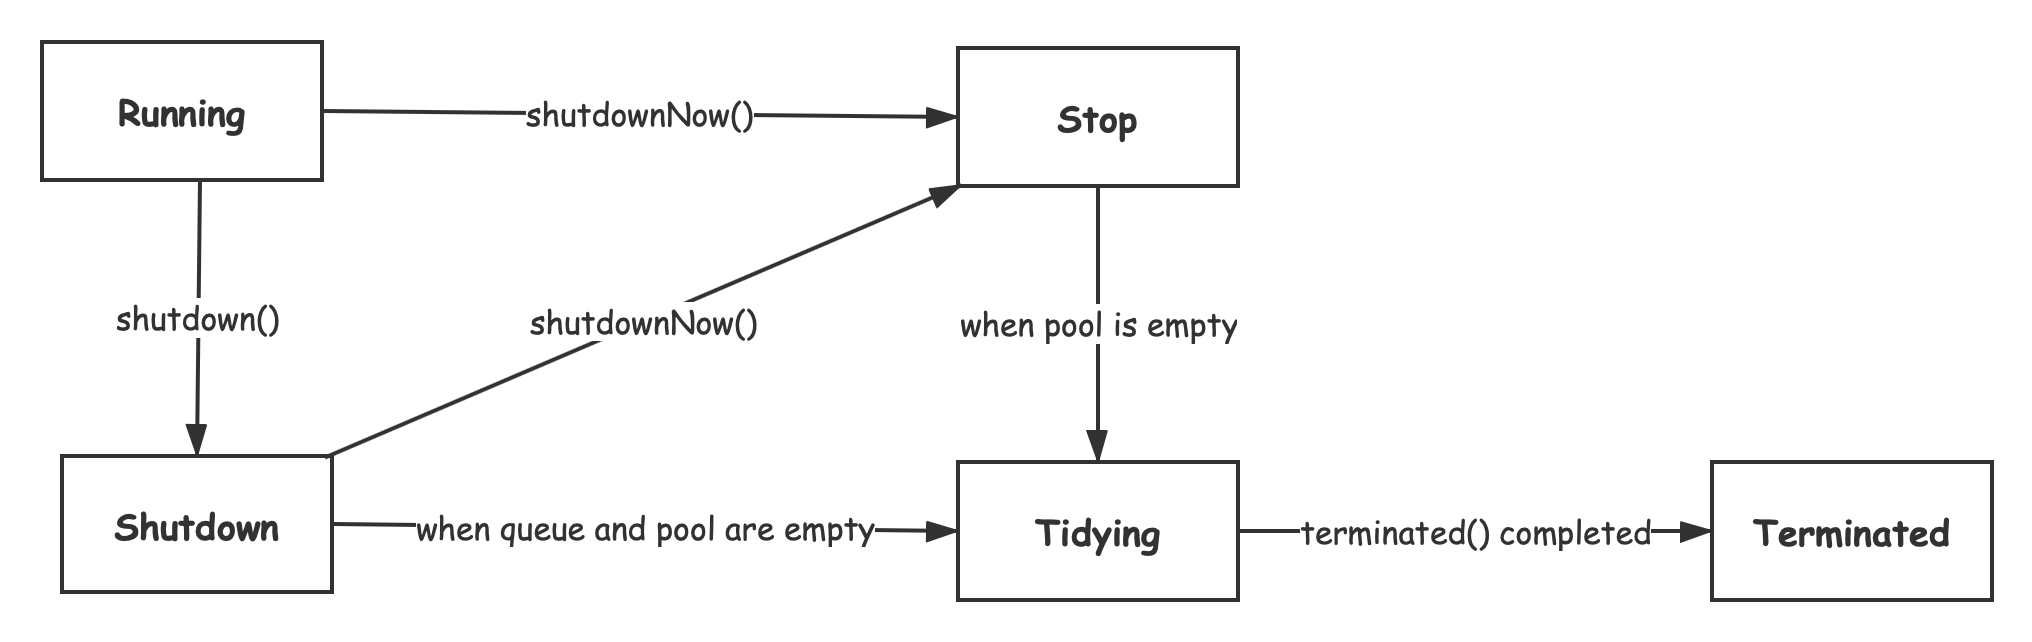 Running
shutdownNow()
Stop
shutdown()
shutdownNow()
when pool is empty
Shutdown
when queue and pool are empty
Tidying
terminated() completed
Terminated